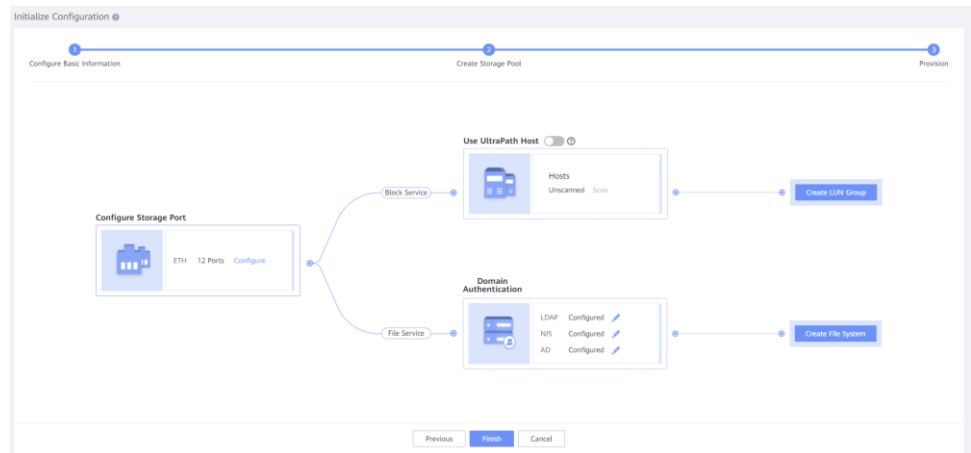 Initialize Configuration
1
2
3
Configure Basic Information
Create Storage Pool
Provision
Use UltraPath Host
Hosts
Unscanned Scan
Block Service
Create LUN Group
Configure Storage Port
ETH 12 Ports Configure
Domain
Authentication
LDAP Configured
File Service
NIS Configured
Create File System
AD Configured
Previous Finish Cancel